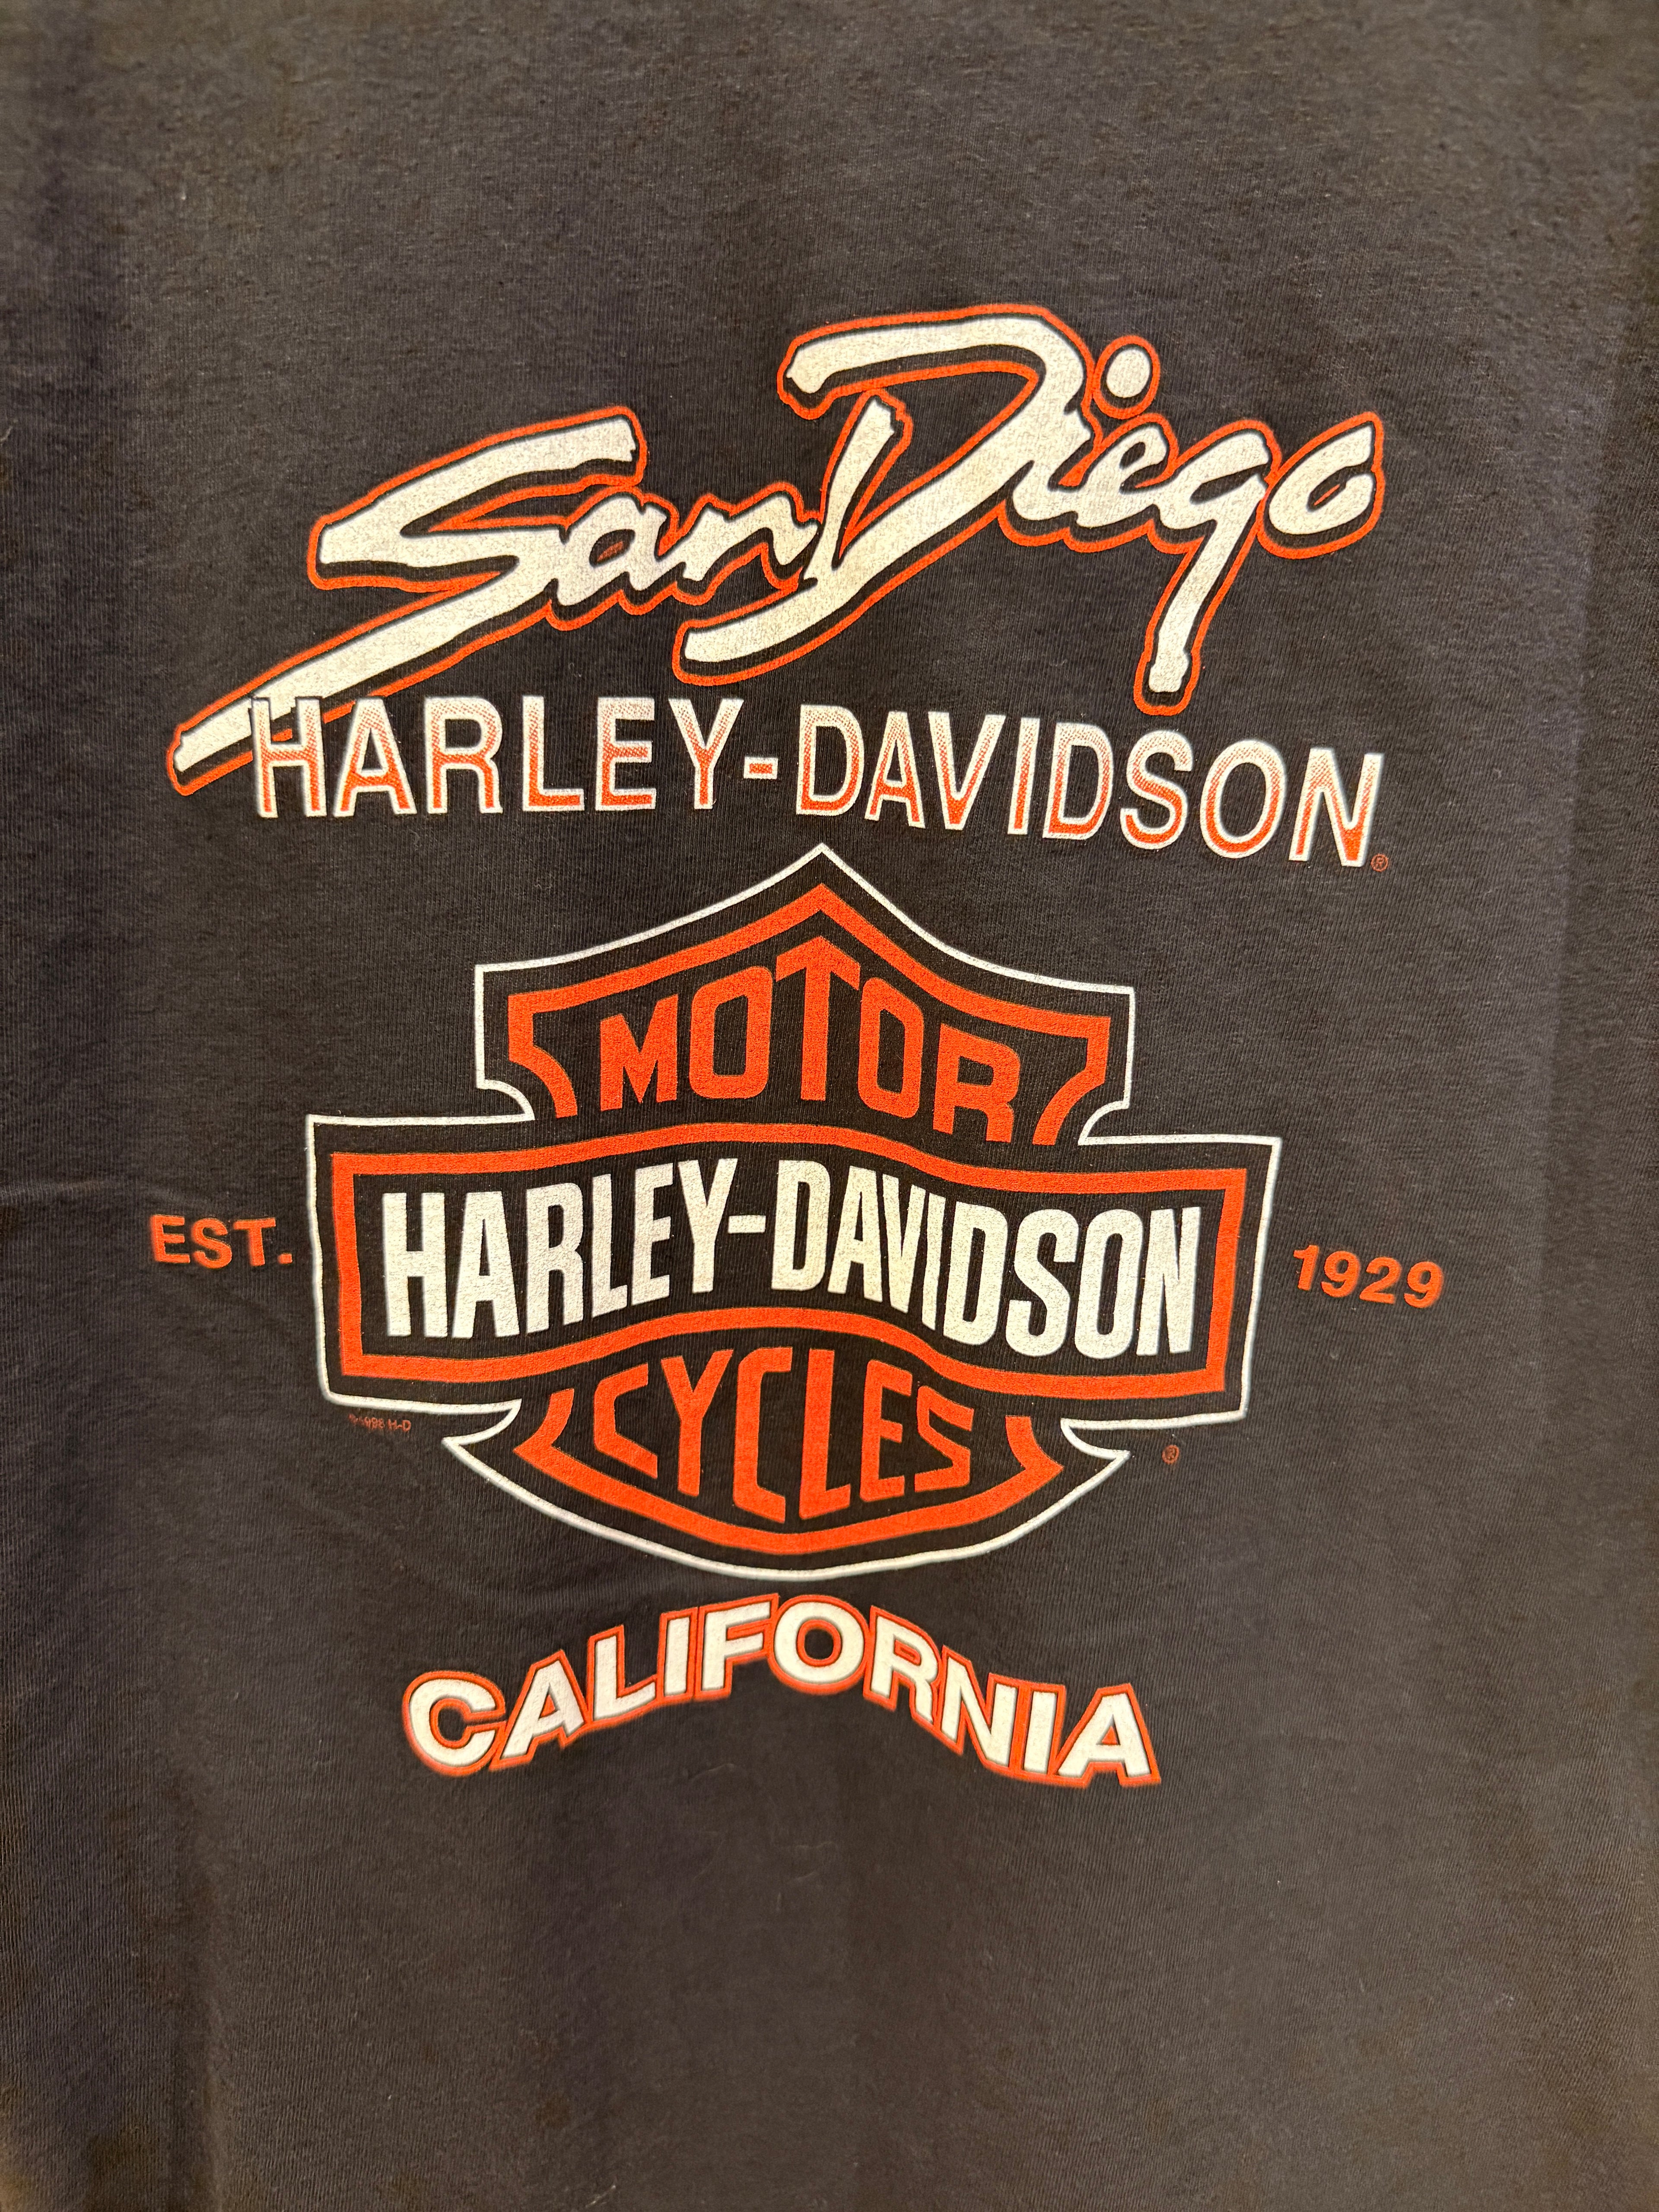 San Diego
HARLEY-DAVIDSON®
MOTOR
EST. HARLEY-DAVIDSON 1929
CYCLES
H-D ®
CALIFORNIA